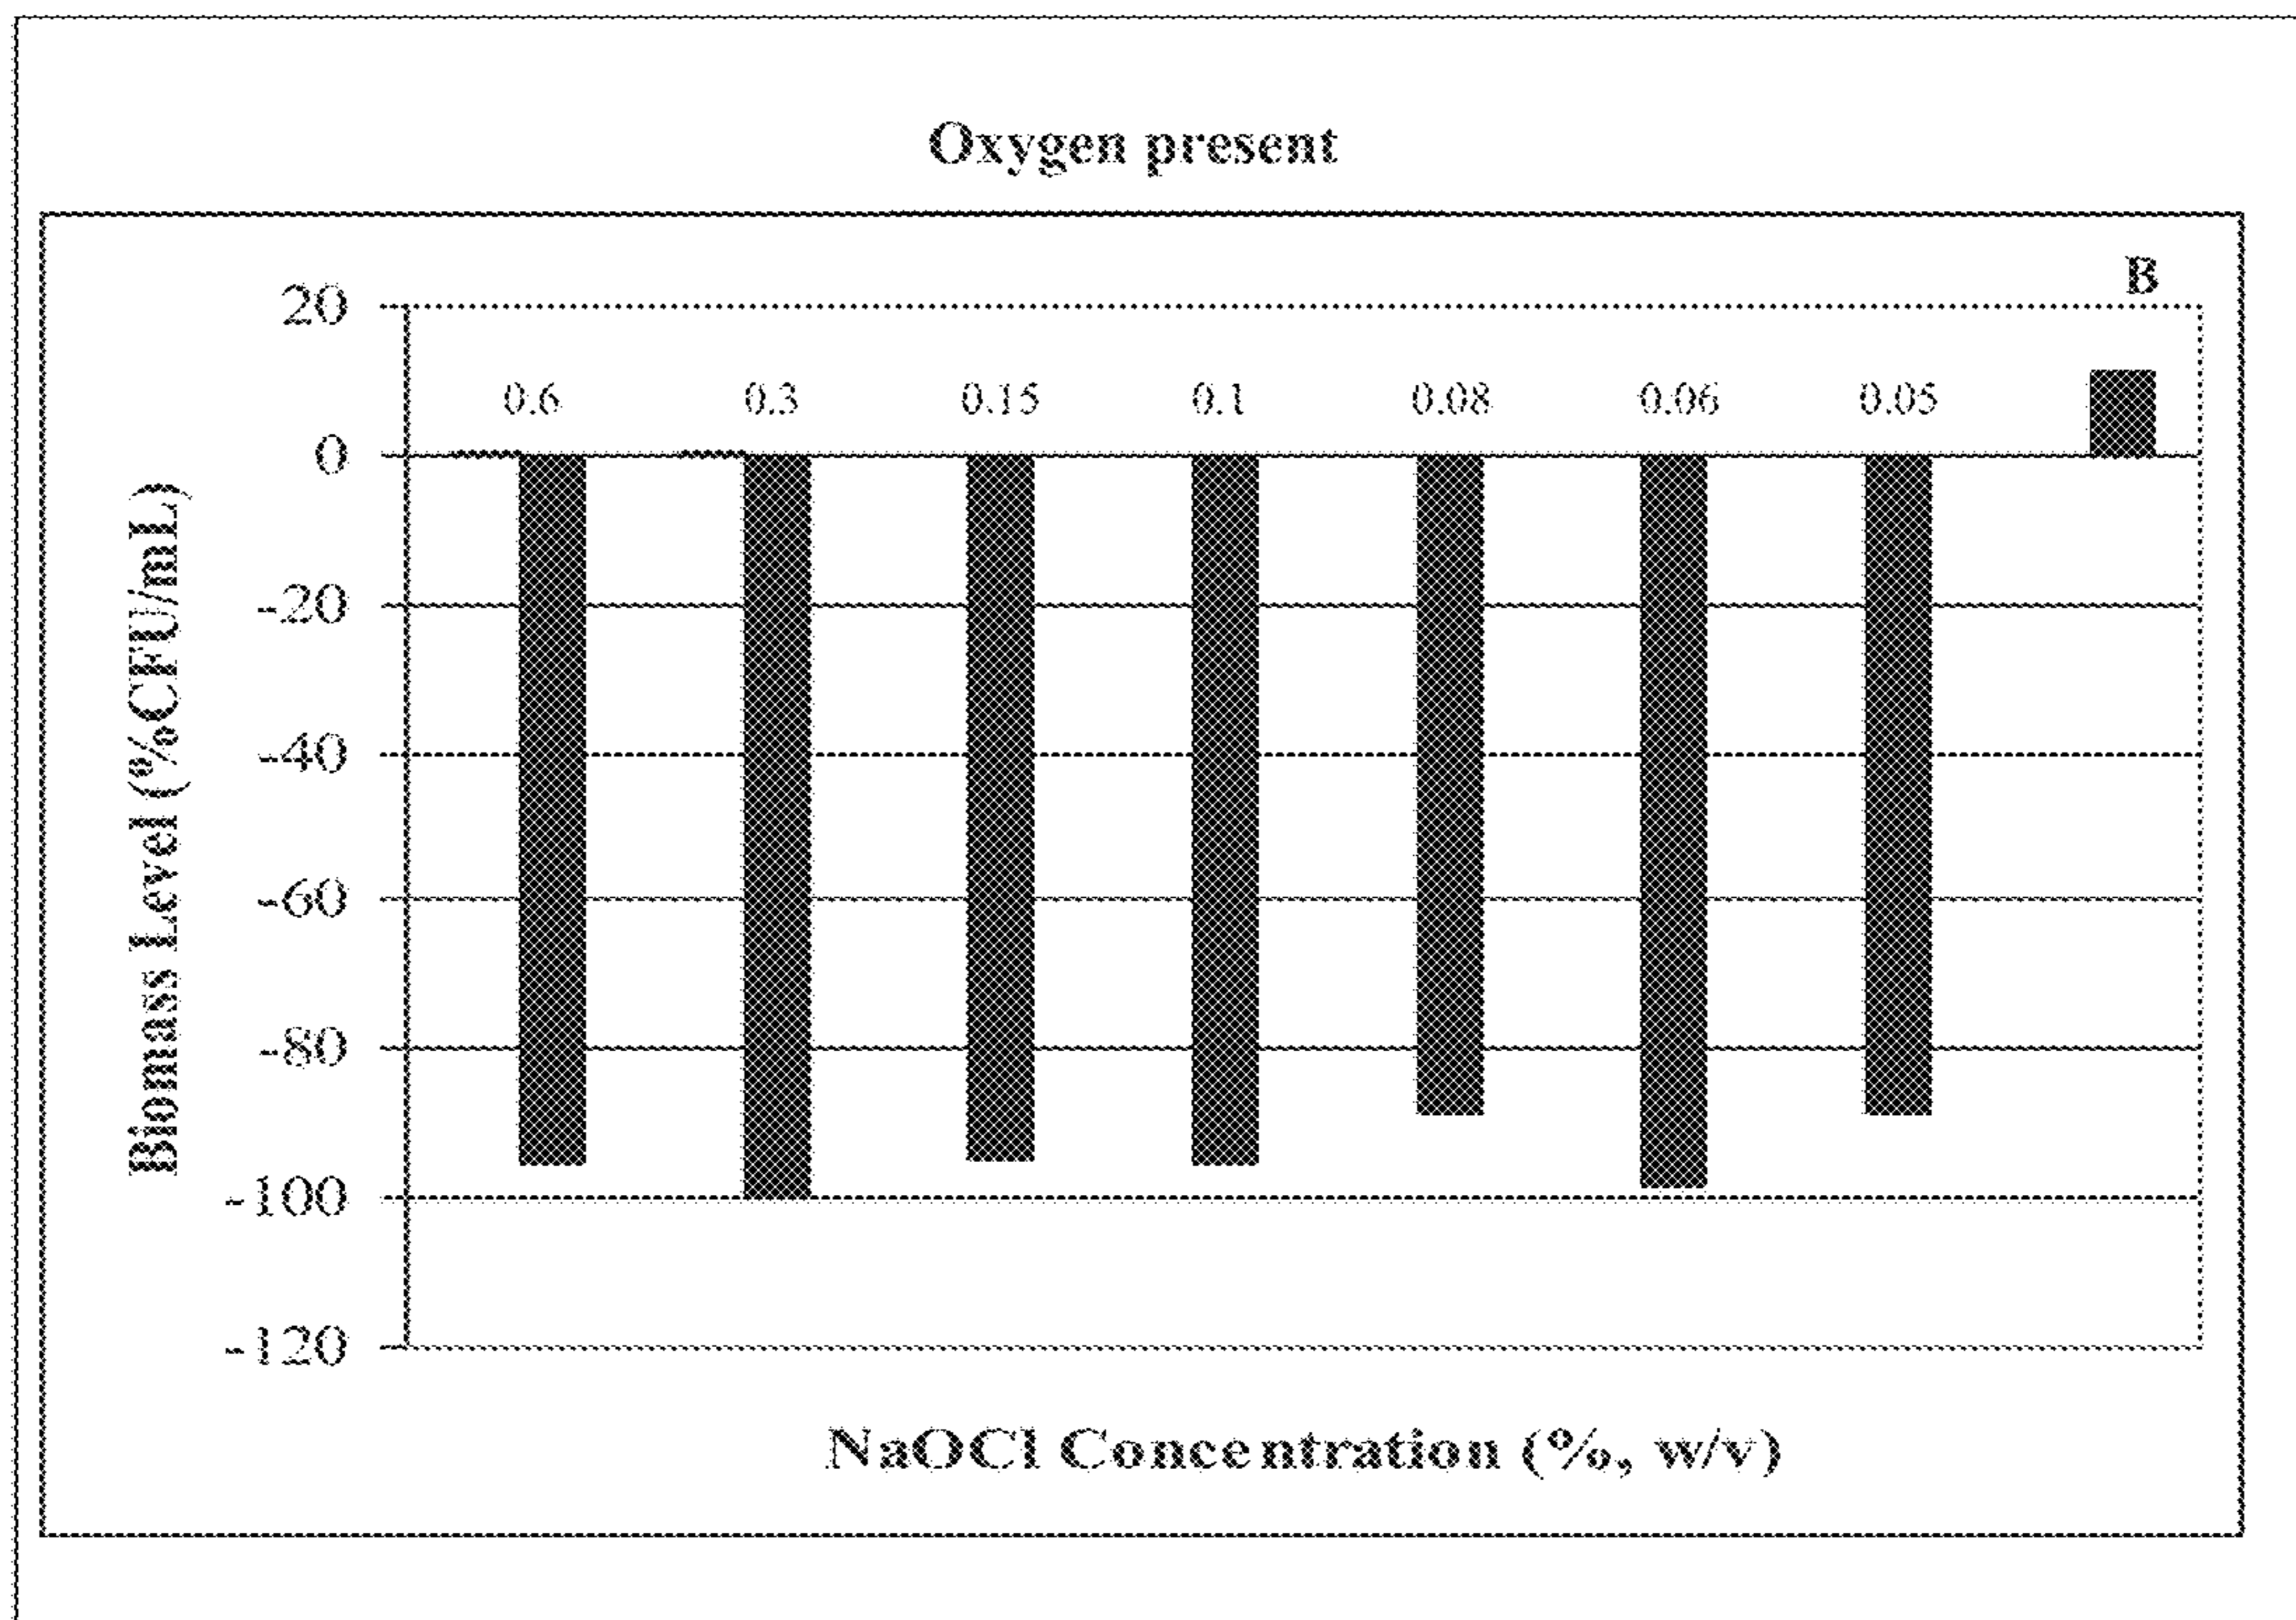 Oxygen present
B
20
0.6 0.3 0.15 0.1 0.08 0.06 0.05
0
-20
-40
-60
-80
-100
-120
Biomass Level (%CFU/mL)
NaOCl Concentration (%, w/v)